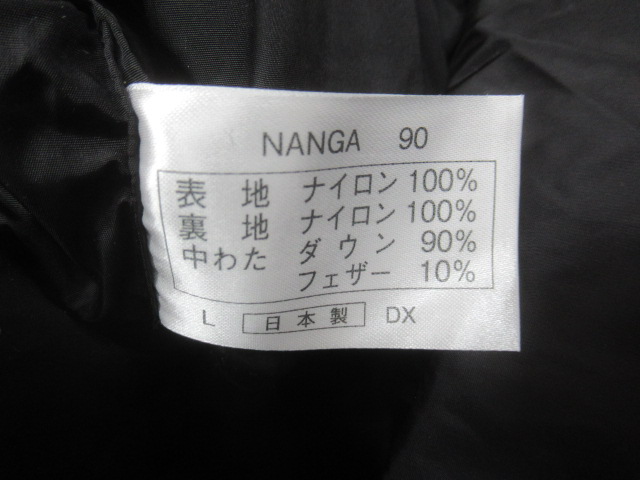 NANGA 90
表地 ナイロン 100%
裏地 ナイロン 100%
中わた ダウン 90%
フェザー 10%
L 日本製 DX